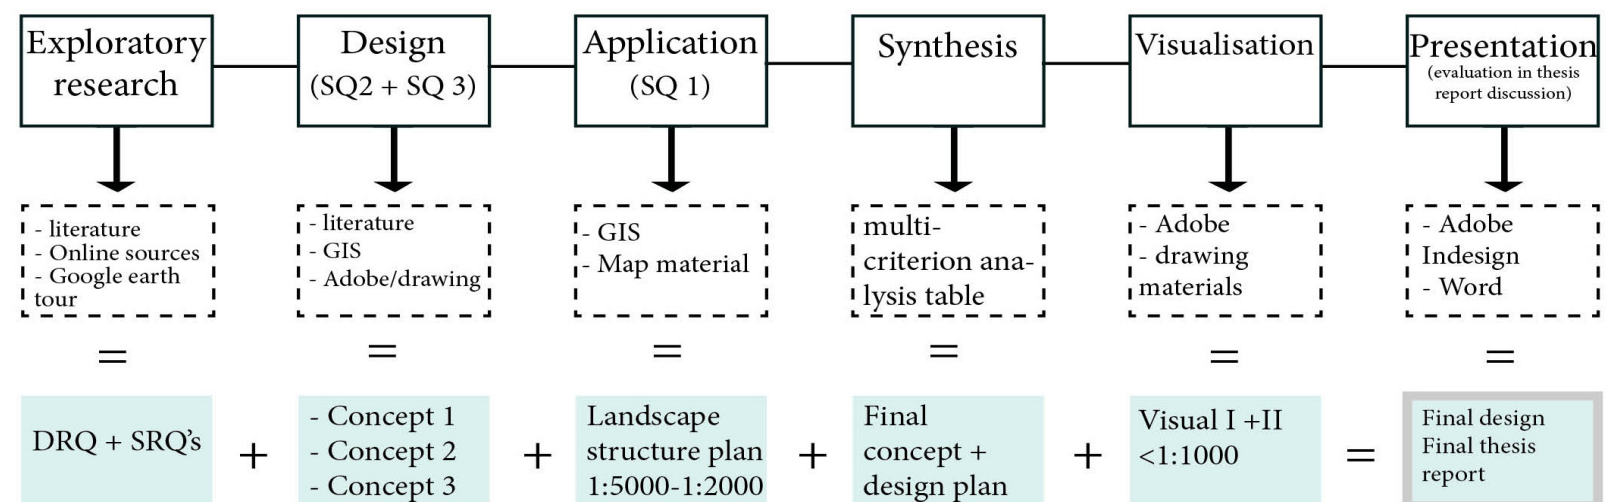 Exploratory
research
Design
(SQ2 + SQ 3)
Application
(SQ 1)
Synthesis
Visualisation
Presentation
(evaluation in thesis
report discussion)
- literature
- Online sources
- Google earth
tour
- literature
- GIS
- Adobe/drawing
- GIS
- Map material
multi-
criterion ana-
lysis table
- Adobe
- drawing
materials
- Adobe
Indesign
- Word
= = = = = =
DRQ + SRQ's
+
- Concept 1
- Concept 2
- Concept 3
+
Landscape
structure plan
1:5000-1:2000
+
Final
concept +
design plan
+
Visual I +II
<1:1000
=
Final design
Final thesis
report